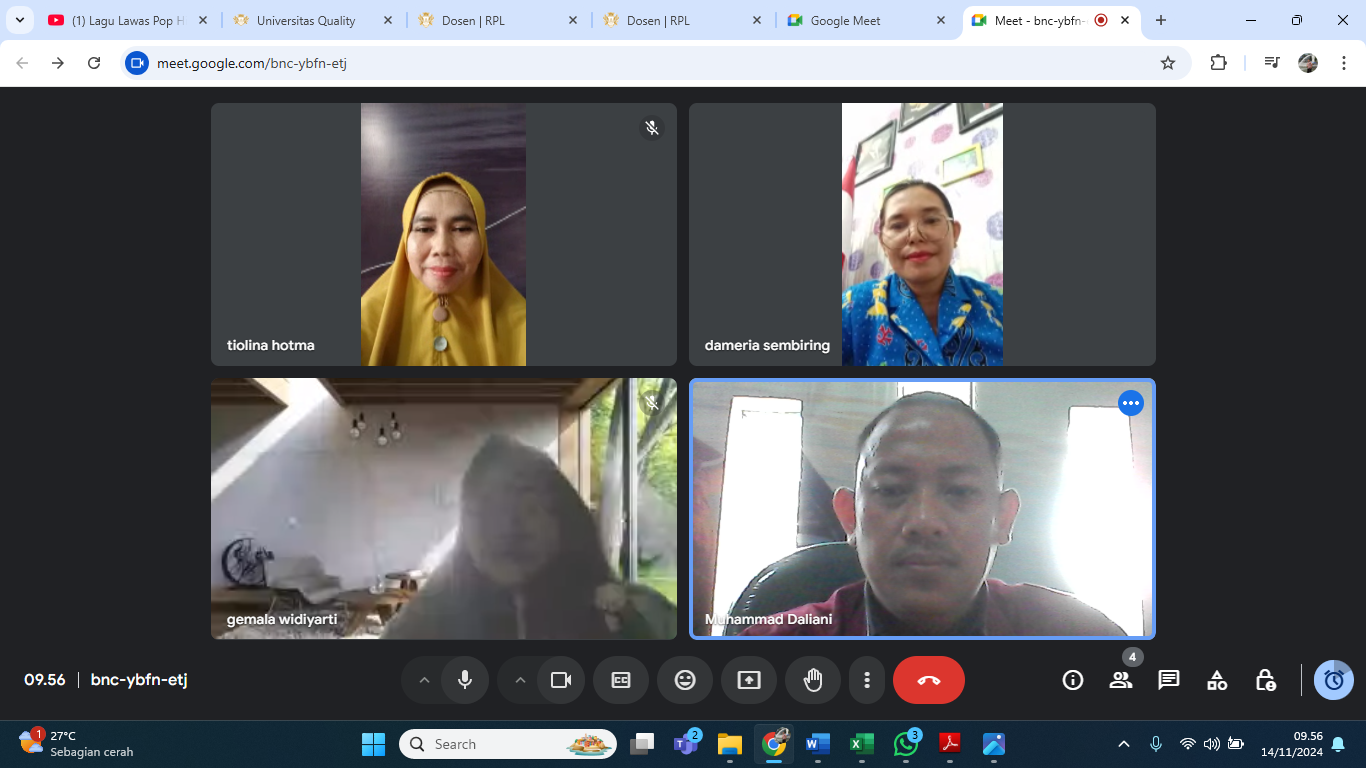 (1) Lagu Lawas Pop H
Universitas Quality
Dosen | RPL
Dosen | RPL
Google Meet
Meet - bnc-ybfn-
meet.google.com/bnc-ybfn-etj
tiolina hotma
dameria sembiring
gemala widiyarti
Muhammad Daliani
09.56
bnc-ybfn-etj
4
1
27°C
Sebagian cerah
Search
2
3
09.56
14/11/2024